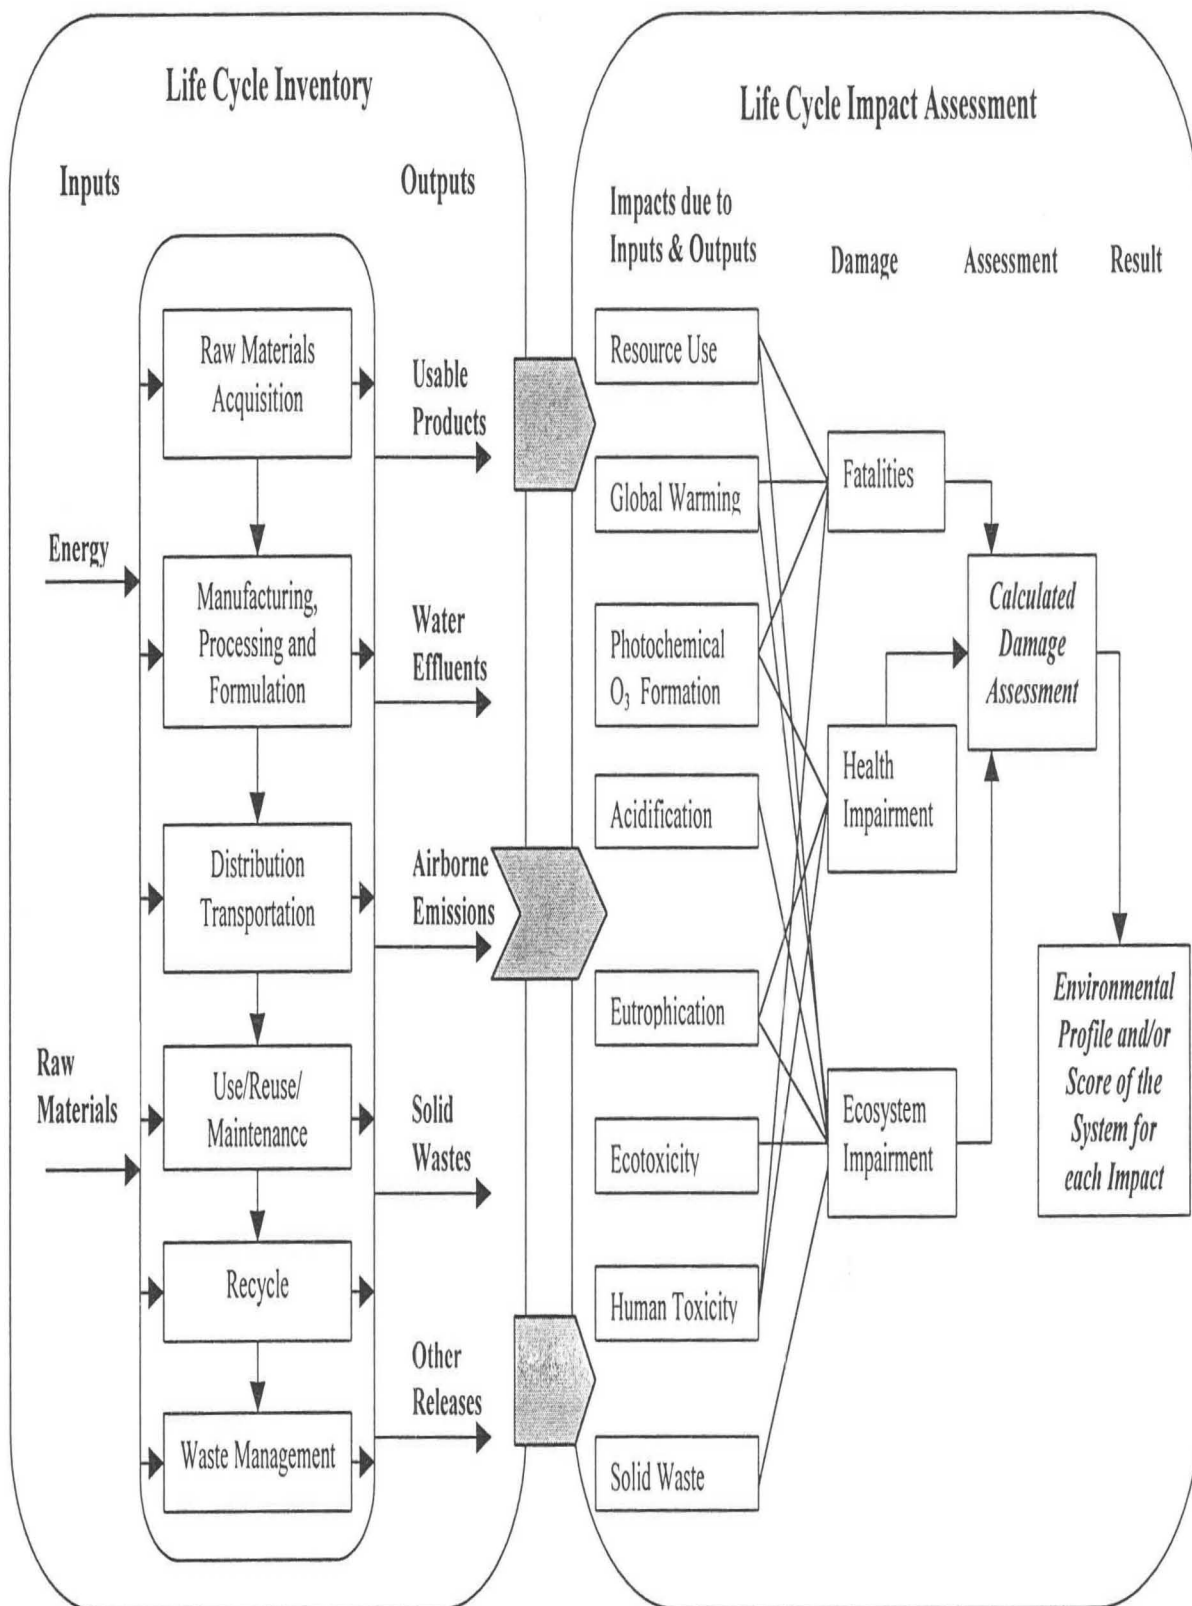 Life Cycle Inventory
Inputs
Outputs
Raw Materials
Acquisition
Manufacturing,
Processing and
Formulation
Distribution
Transportation
Use/Reuse/
Maintenance
Recycle
Waste Management
Energy
Raw
Materials
Usable
Products
Water
Effluents
Airborne
Emissions
Solid
Wastes
Other
Releases
Life Cycle Impact Assessment
Impacts due to
Inputs & Outputs
Damage
Assessment
Result
Resource Use
Global Warming
Photochemical
O₃ Formation
Acidification
Eutrophication
Ecotoxicity
Human Toxicity
Solid Waste
Fatalities
Health
Impairment
Ecosystem
Impairment
Calculated
Damage
Assessment
Environmental
Profile and/or
Score of the
System for
each Impact